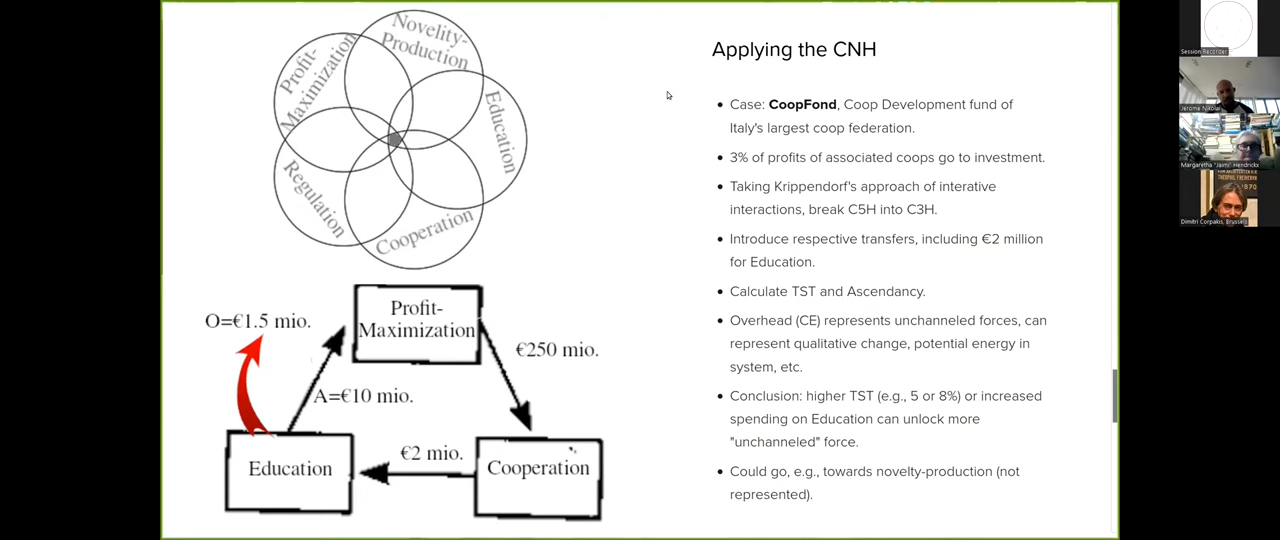 Novelity-
Production
Profit-
Maximization
Education
Regulation
Cooperation
Profit-
Maximization
O=€1.5 mio.
€250 mio.
A=€10 mio.
€2 mio.
Education
Cooperation
Applying the CNH
• Case: CoopFond, Coop Development fund of
Italy's largest coop federation.
• 3% of profits of associated coops go to investment.
• Taking Krippendorf's approach of interative
interactions, break C5H into C3H.
• Introduce respective transfers, including €2 million
for Education.
• Calculate TST and Ascendancy.
• Overhead (CE) represents unchanneled forces, can
represent qualitative change, potential energy in
system, etc.
• Conclusion: higher TST (e.g., 5 or 8%) or increased
spending on Education can unlock more
"unchanneled" force.
• Could go, e.g., towards novelty-production (not
represented).
Session Recorder
Jerome Nikolai
Margaretha "Jaimi" Hendrickx
THEOPHIL FREIHERRN
1870
Dimitri Corpakis, Brussels